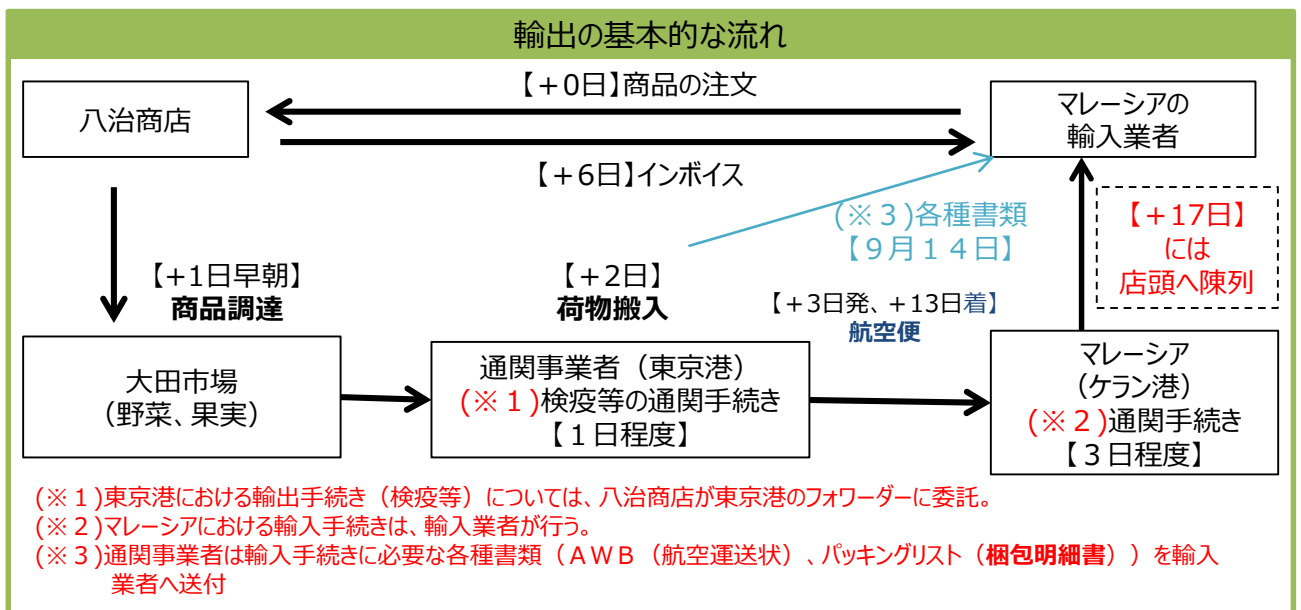 輸出の基本的な流れ
【+0日】商品の注文
八治商店
マレーシアの
輸入業者
【+6日】インボイス
(※3)各種書類
【9月14日】
【+17日】
には
店頭へ陳列
【+1日早朝】
商品調達
【+2日】
荷物搬入
【+3日発、+13日着】
航空便
大田市場
(野菜、果実)
通関事業者(東京港)
(※1)検疫等の通関手続き
【1日程度】
マレーシア
(ケラン港)
(※2)通関手続き
【3日程度】
(※1)東京港における輸出手続き(検疫等)については、八治商店が東京港のフォワーダーに委託。
(※2)マレーシアにおける輸入手続きは、輸入業者が行う。
(※3)通関事業者は輸入手続きに必要な各種書類(AWB(航空運送状)、パッキングリスト(梱包明細書))を輸入
業者へ送付